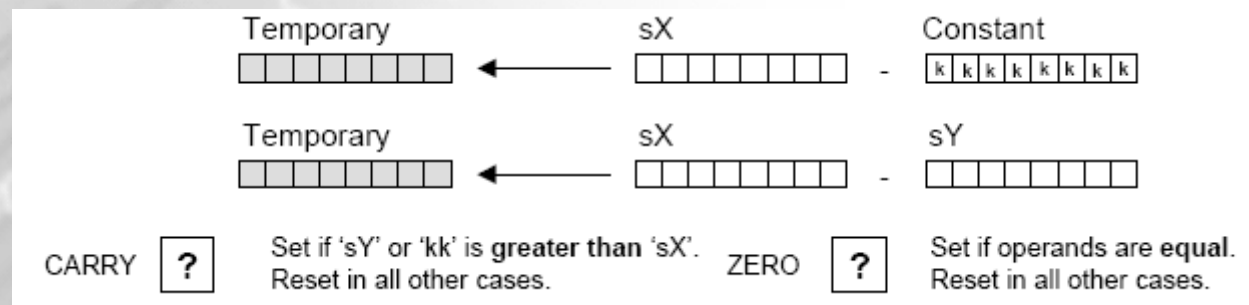 Temporary sX Constant
- k k k k k k k k
Temporary sX sY
-
CARRY ? Set if ‘sY’ or ‘kk’ is greater than ‘sX’.
Reset in all other cases.
ZERO ? Set if operands are equal.
Reset in all other cases.